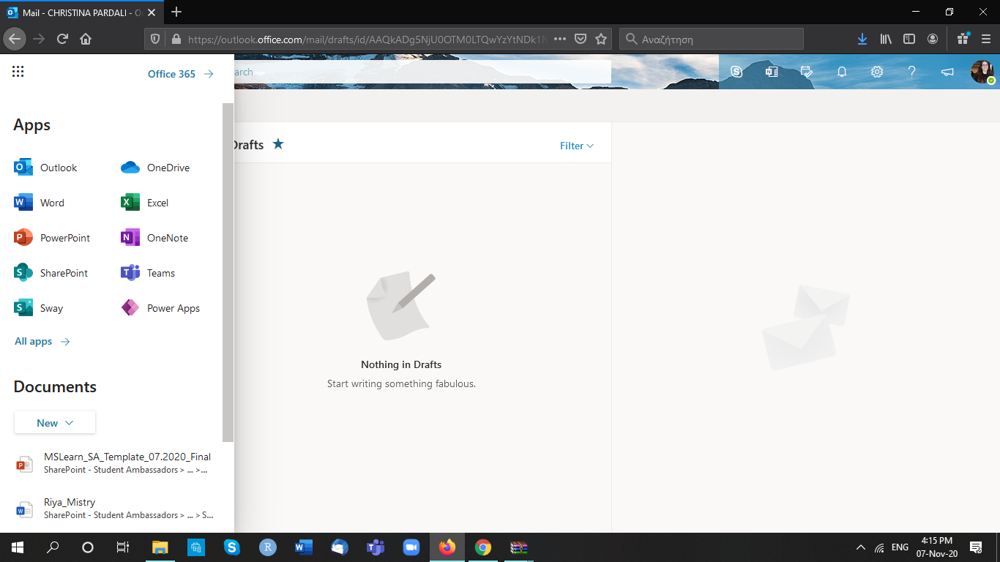 Mail - CHRISTINA PARDALI - O
https://outlook.office.com/mail/drafts/id/AAQkADg5NjU0OTM0LTQwYzYtNDk1
Αναζήτηση
Office 365
arch
Apps
Drafts
Filter
Outlook
OneDrive
Word
Excel
PowerPoint
OneNote
SharePoint
Teams
Sway
Power Apps
All apps
Nothing in Drafts
Start writing something fabulous.
Documents
New
MSLearn_SA_Template_07.2020_Final
SharePoint - Student Ambassadors > ... >...
Riya_Mistry
SharePoint - Student Ambassadors > ... > S...
ENG
4:15 PM
07-Nov-20